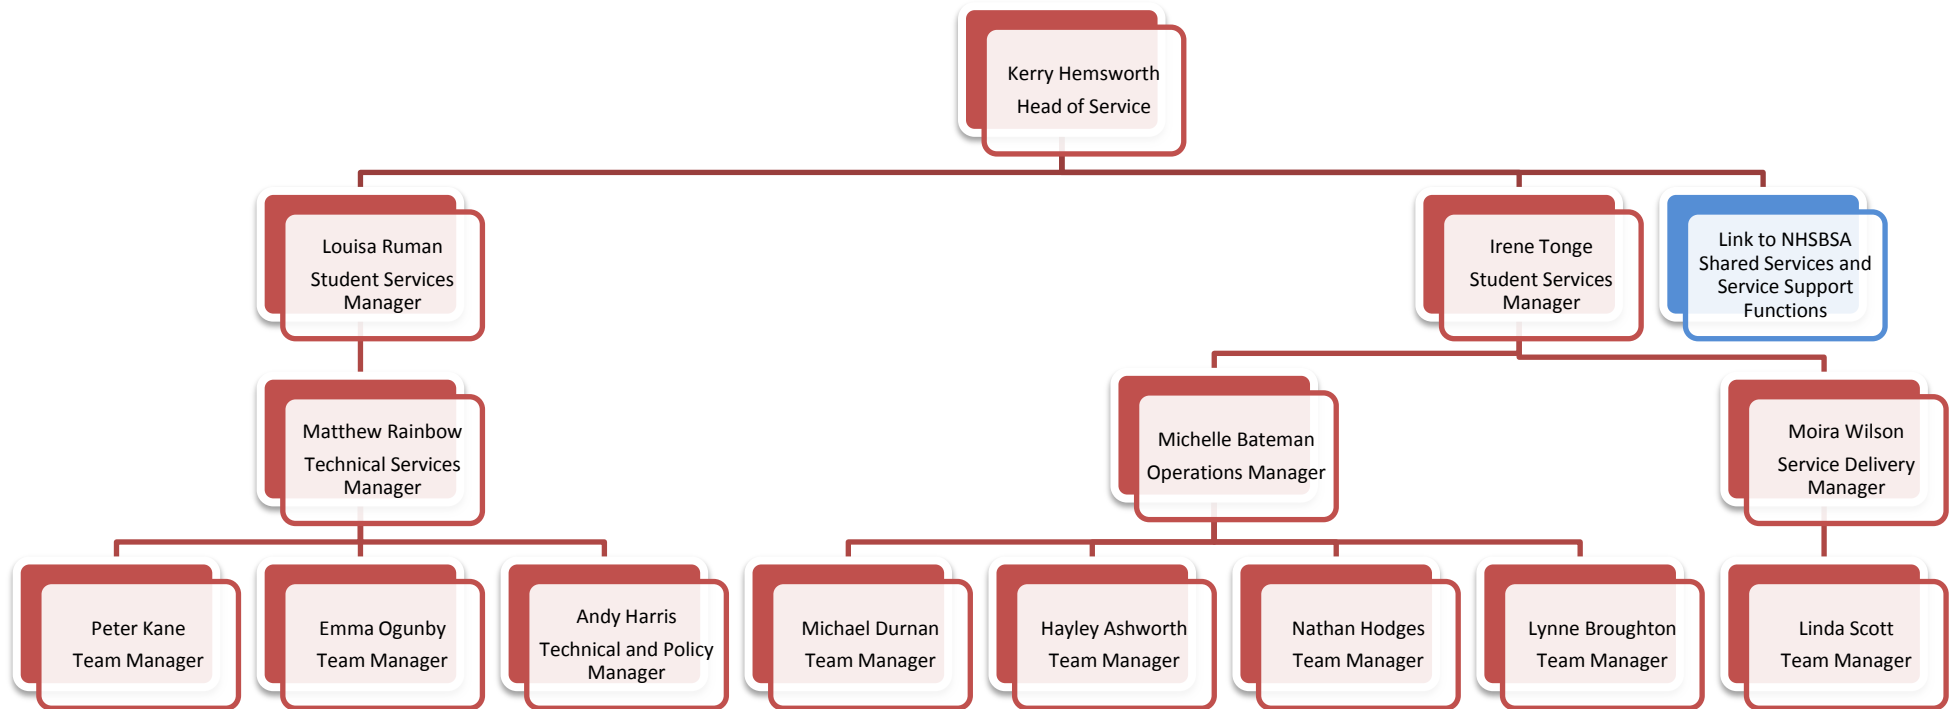 Kerry Hemsworth
Head of Service
Louisa Ruman
Student Services
Manager
Irene Tonge
Student Services
Manager
Link to NHSBSA
Shared Services and
Service Support
Functions
Matthew Rainbow
Technical Services
Manager
Michelle Bateman
Operations Manager
Moira Wilson
Service Delivery
Manager
Peter Kane
Team Manager
Emma Ogunby
Team Manager
Andy Harris
Technical and Policy
Manager
Michael Durnan
Team Manager
Hayley Ashworth
Team Manager
Nathan Hodges
Team Manager
Lynne Broughton
Team Manager
Linda Scott
Team Manager